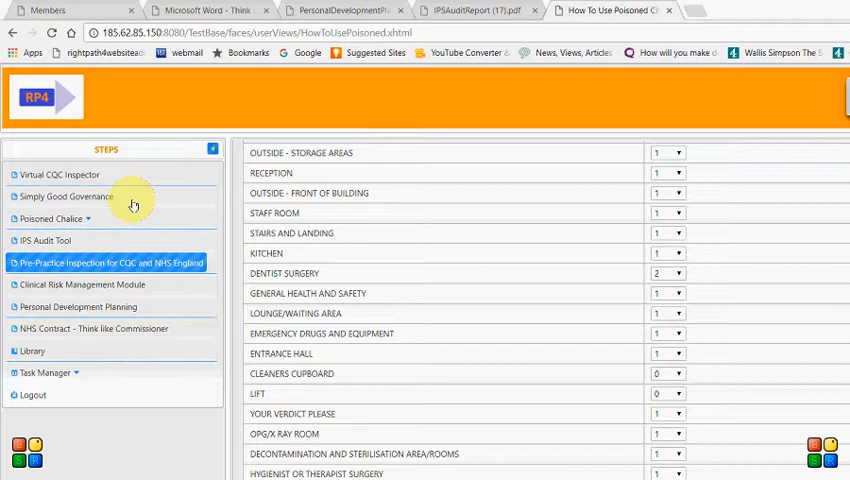 Members
Microsoft Word - Think L
PersonalDevelopmentPla
IPSAuditReport (17).pdf
How To Use Poisoned Ch
185.62.85.150:8080/TestBase/faces/userViews/HowToUsePoisoned.xhtml
Apps
rightpath4websitead
webmail
Bookmarks
Google
Suggested Sites
YouTube Converter &
News, Views, Articles
How will you make d
Wallis Simpson The S
RP4
STEPS
Virtual CQC Inspector
Simply Good Governance
Poisoned Chalice
IPS Audit Tool
Pre-Practice Inspection for CQC and NHS England
Clinical Risk Management Module
Personal Development Planning
NHS Contract - Think like Commissioner
Library
Task Manager
Logout
OUTSIDE - STORAGE AREAS 1
RECEPTION 1
OUTSIDE - FRONT OF BUILDING 1
STAFF ROOM 1
STAIRS AND LANDING 1
KITCHEN 1
DENTIST SURGERY 2
GENERAL HEALTH AND SAFETY 1
LOUNGE/WAITING AREA 1
EMERGENCY DRUGS AND EQUIPMENT 1
ENTRANCE HALL 1
CLEANERS CUPBOARD 0
LIFT 0
YOUR VERDICT PLEASE 1
OPG/X RAY ROOM 1
DECONTAMINATION AND STERILISATION AREA/ROOMS 1
HYGIENIST OR THERAPIST SURGERY 1